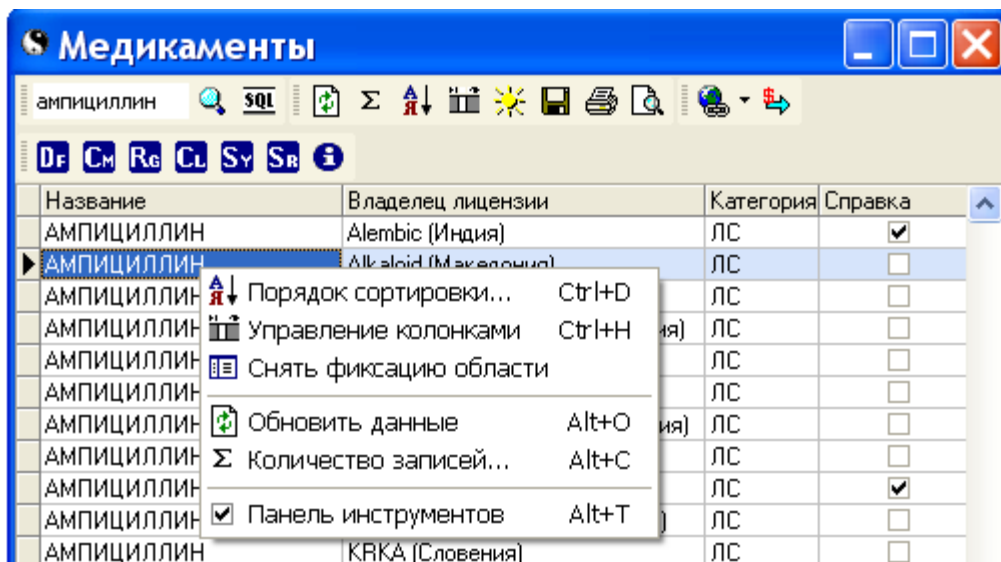 Медикаменты
ампициллин SQL Σ АЯ
DF CM RG CL SY SR i
Название Владелец лицензии Категория Справка
АМПИЦИЛЛИН Alembic (Индия) ЛС
АМПИЦИЛЛИН Alkaloid (Македония) ЛС
АМПИЦИЛЛИН ЛС
Порядок сортировки... Ctrl+D
АМПИЦИЛЛИН ия) ЛС
Управление колонками Ctrl+H
АМПИЦИЛЛИН ЛС
Снять фиксацию области
АМПИЦИЛЛИН ЛС
АМПИЦИЛЛИН ия) ЛС
Обновить данные Alt+O
АМПИЦИЛЛИН ЛС
Σ Количество записей... Alt+C
АМПИЦИЛЛИН ЛС
АМПИЦИЛЛИН ) ЛС
Панель инструментов Alt+T
АМПИЦИЛЛИН KRKA (Словения) ЛС